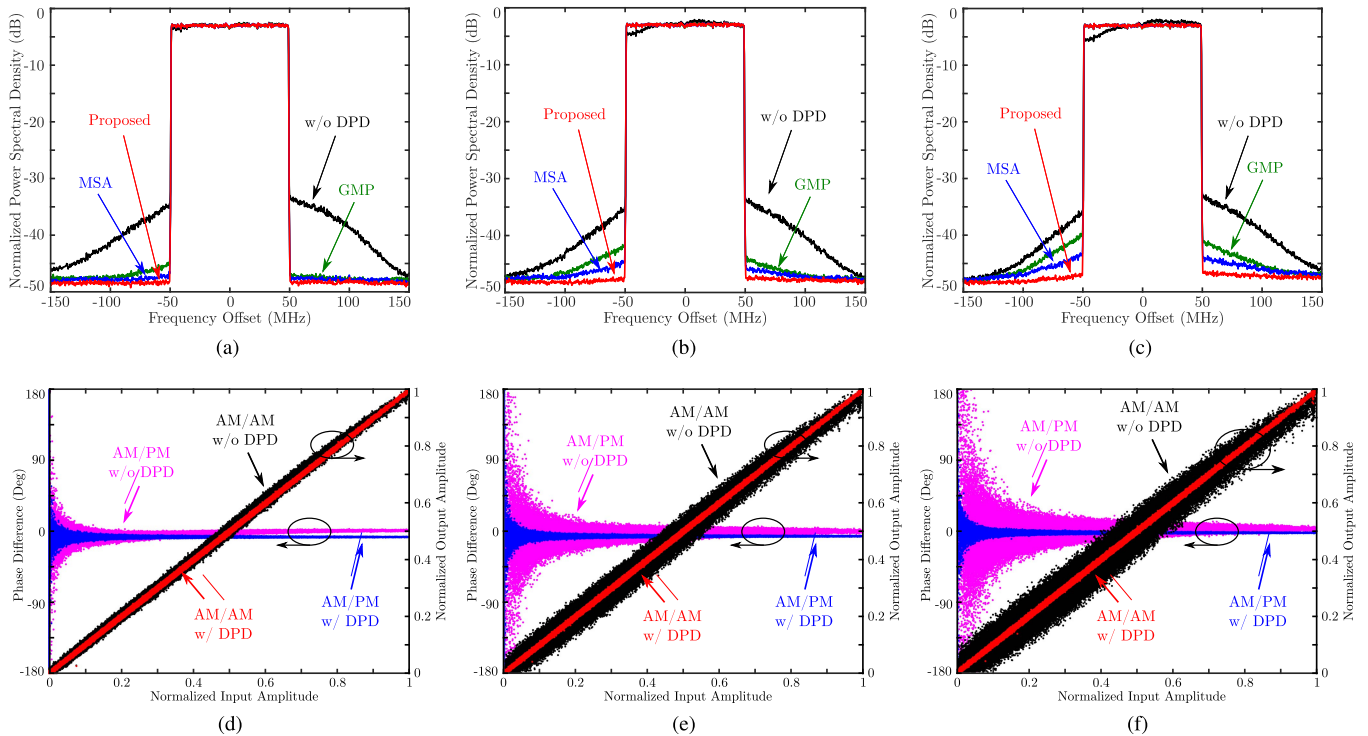 Normalized Power Spectral Density (dB)
0
-10
-20
-30
-40
-50
Proposed
w/o DPD
MSA
GMP
-150
-100
-50
0
50
100
150
Frequency Offset (MHz)
(a)
Normalized Power Spectral Density (dB)
0
-10
-20
-30
-40
-50
Proposed
w/o DPD
MSA
GMP
-150
-100
-50
0
50
100
150
Frequency Offset (MHz)
(b)
Normalized Power Spectral Density (dB)
0
-10
-20
-30
-40
-50
Proposed
w/o DPD
MSA
GMP
-150
-100
-50
0
50
100
150
Frequency Offset (MHz)
(c)
Phase Difference (Deg)
180
90
0
-90
-180
AM/AM
w/o DPD
AM/PM
w/o DPD
AM/AM
w/ DPD
AM/PM
w/ DPD
1
0.8
0.6
0.4
0.2
0
Normalized Output Amplitude
0
0.2
0.4
0.6
0.8
1
Normalized Input Amplitude
(d)
Phase Difference (Deg)
180
90
0
-90
-180
AM/AM
w/o DPD
AM/PM
w/o DPD
AM/AM
w/ DPD
AM/PM
w/ DPD
1
0.8
0.6
0.4
0.2
0
Normalized Output Amplitude
0
0.2
0.4
0.6
0.8
1
Normalized Input Amplitude
(e)
Phase Difference (Deg)
180
90
0
-90
-180
AM/AM
w/o DPD
AM/PM
w/o DPD
AM/AM
w/ DPD
AM/PM
w/ DPD
1
0.8
0.6
0.4
0.2
0
Normalized Output Amplitude
0
0.2
0.4
0.6
0.8
1
Normalized Input Amplitude
(f)